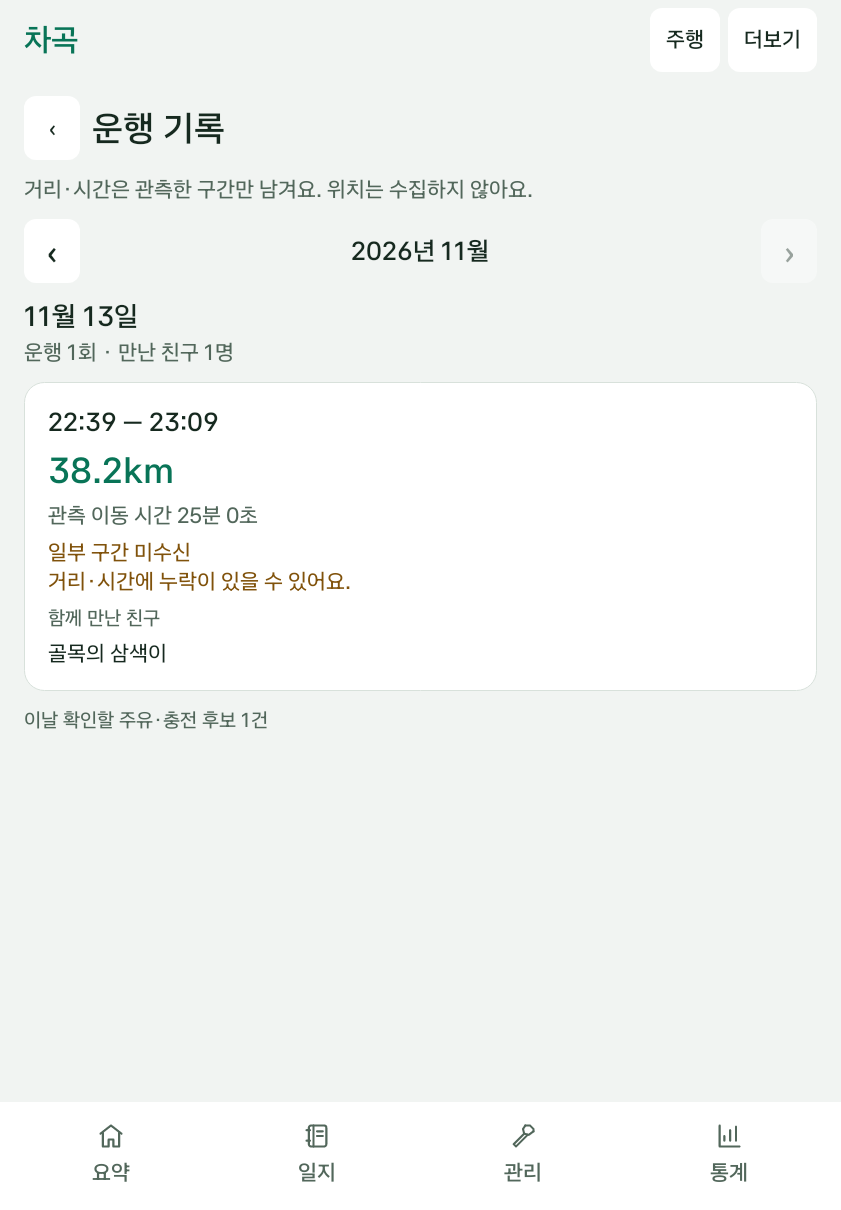 차곡
주행
더보기
‹
운행 기록
거리·시간은 관측한 구간만 남겨요. 위치는 수집하지 않아요.
‹
2026년 11월
›
11월 13일
운행 1회 · 만난 친구 1명
22:39 — 23:09
38.2km
관측 이동 시간 25분 0초
일부 구간 미수신
거리·시간에 누락이 있을 수 있어요.
함께 만난 친구
골목의 삼색이
이날 확인할 주유·충전 후보 1건
요약
일지
관리
통계